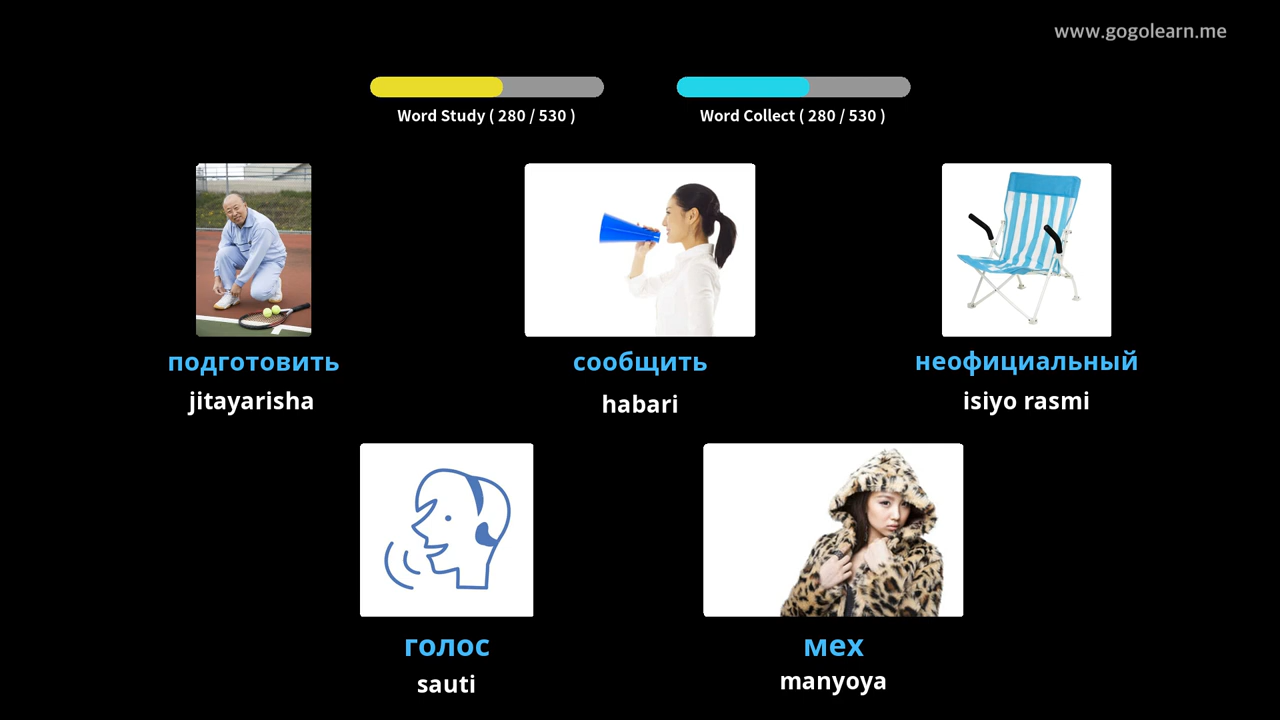 www.gogolearn.me
Word Study ( 280 / 530 )
Word Collect ( 280 / 530 )
подготовить
jitayarisha
сообщить
habari
неофициальный
isiyo rasmi
голос
sauti
мех
manyoya